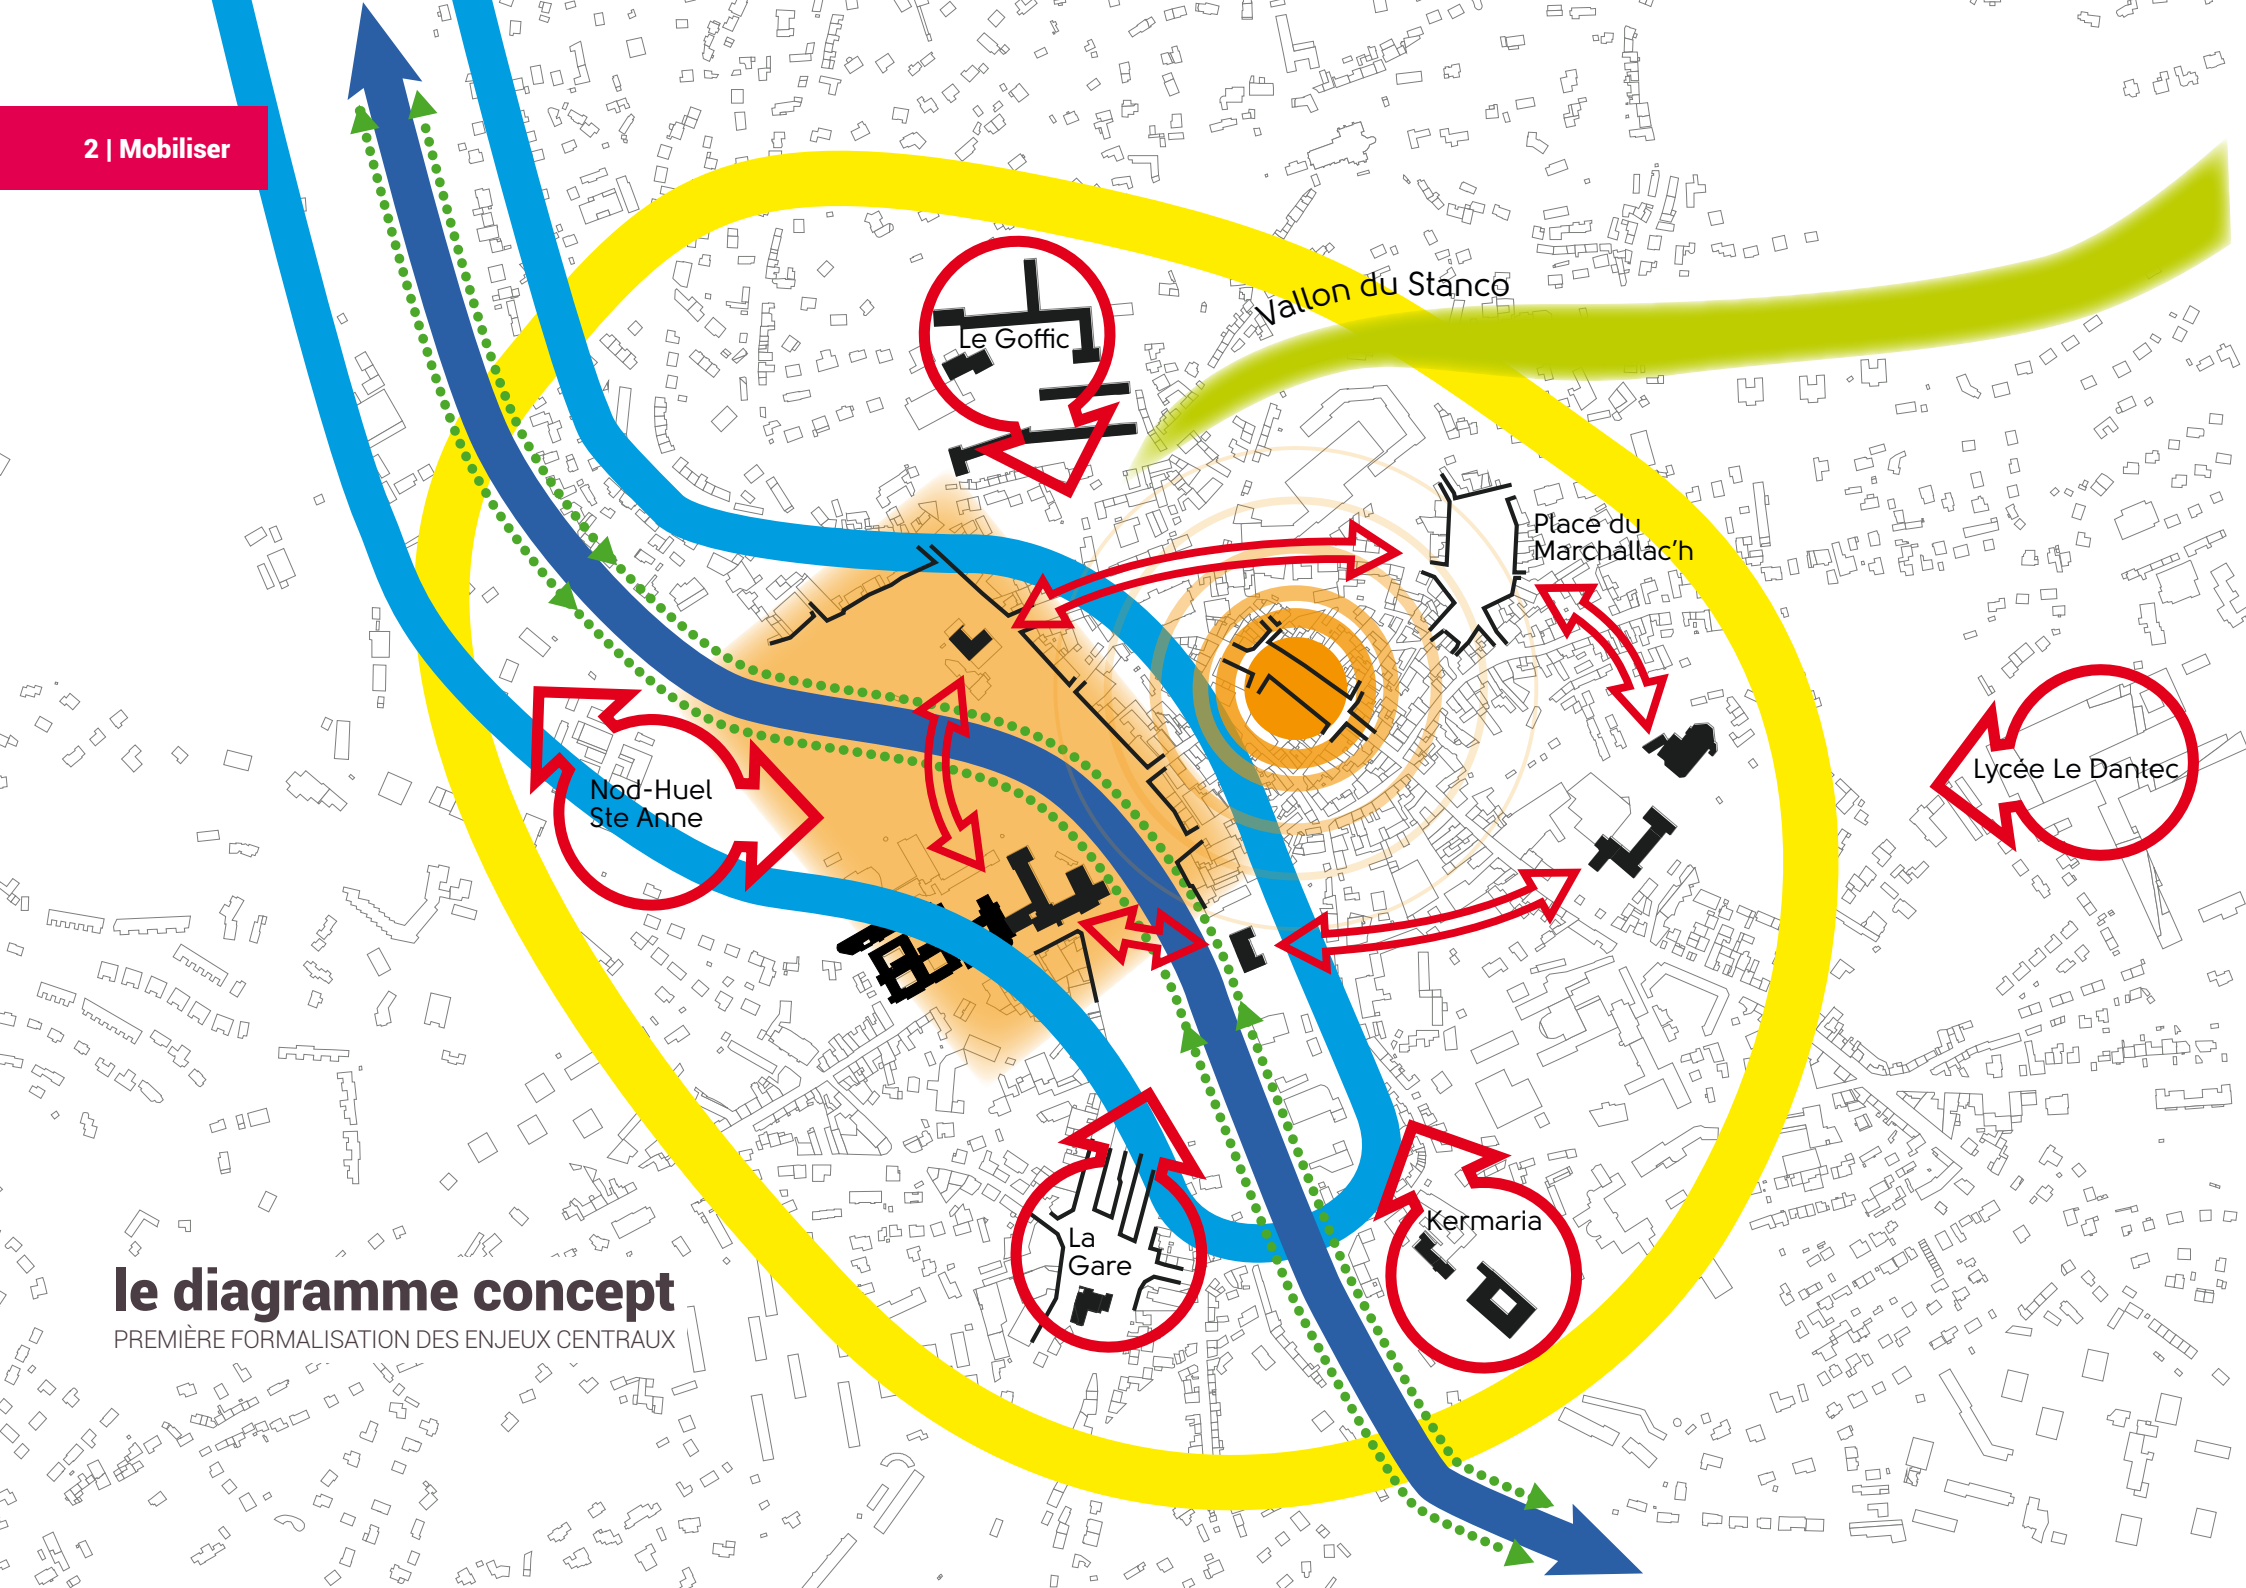 2 | Mobiliser
Vallon du Stanco
Le Goffic
Place du
Marchallac'h
Lycée Le Dantec
Nod-Huel
Ste Anne
Kermaria
La
Gare
le diagramme concept
PREMIÈRE FORMALISATION DES ENJEUX CENTRAUX